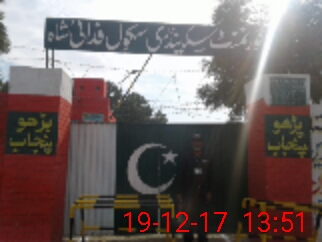 گورنمنٹ سیکنڈری سکول فدائی شاہ
پڑھو
پنجاب
پڑھو
پنجاب
19-12-17 13:51